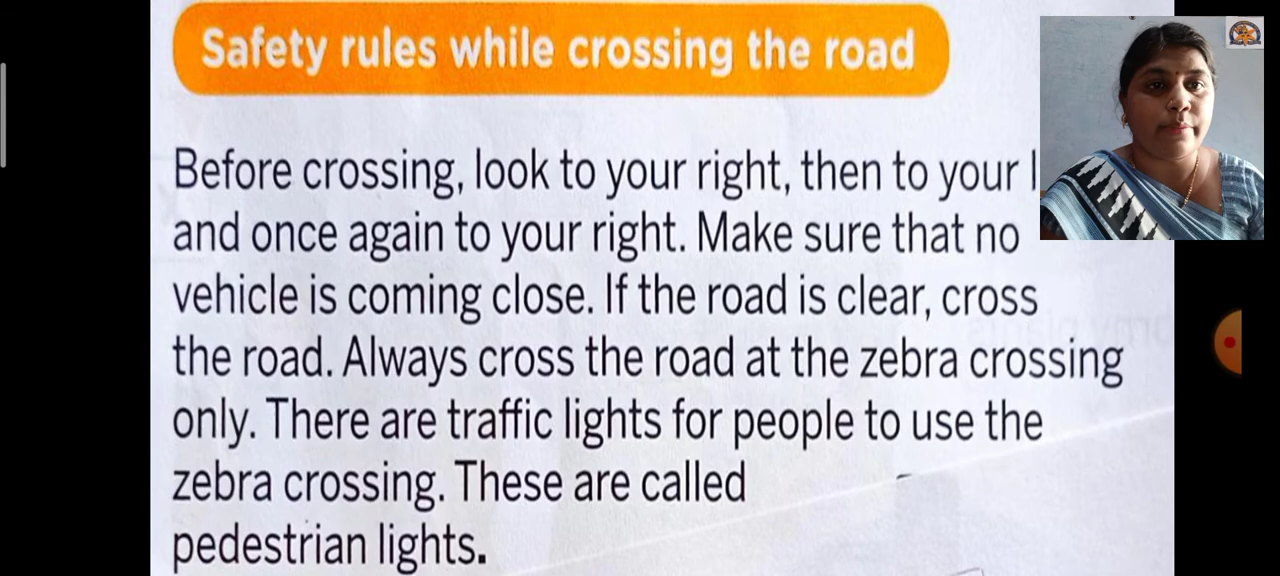 Safety rules while crossing the road
Before crossing, look to your right, then to your
and once again to your right. Make sure that no
vehicle is coming close. If the road is clear, cross
the road. Always cross the road at the zebra crossing
only. There are traffic lights for people to use the
zebra crossing. These are called
pedestrian lights.